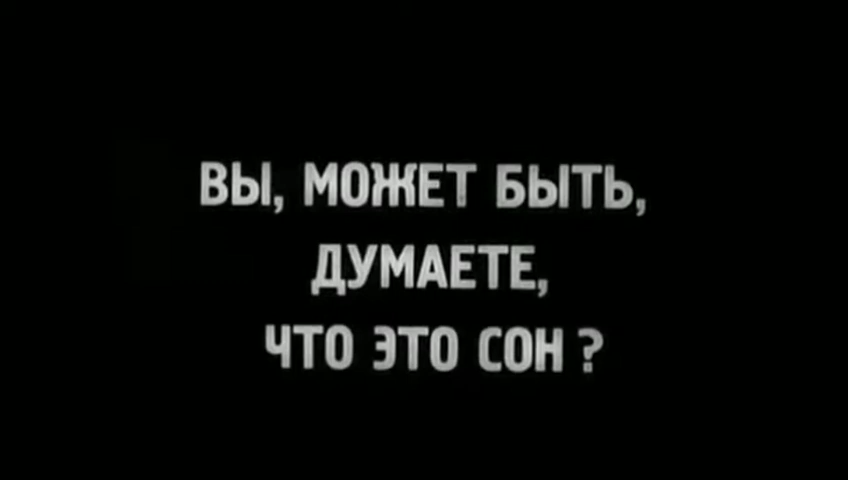 ВЫ, МОЖЕТ БЫТЬ,
ДУМАЕТЕ,
ЧТО ЭТО СОН ?